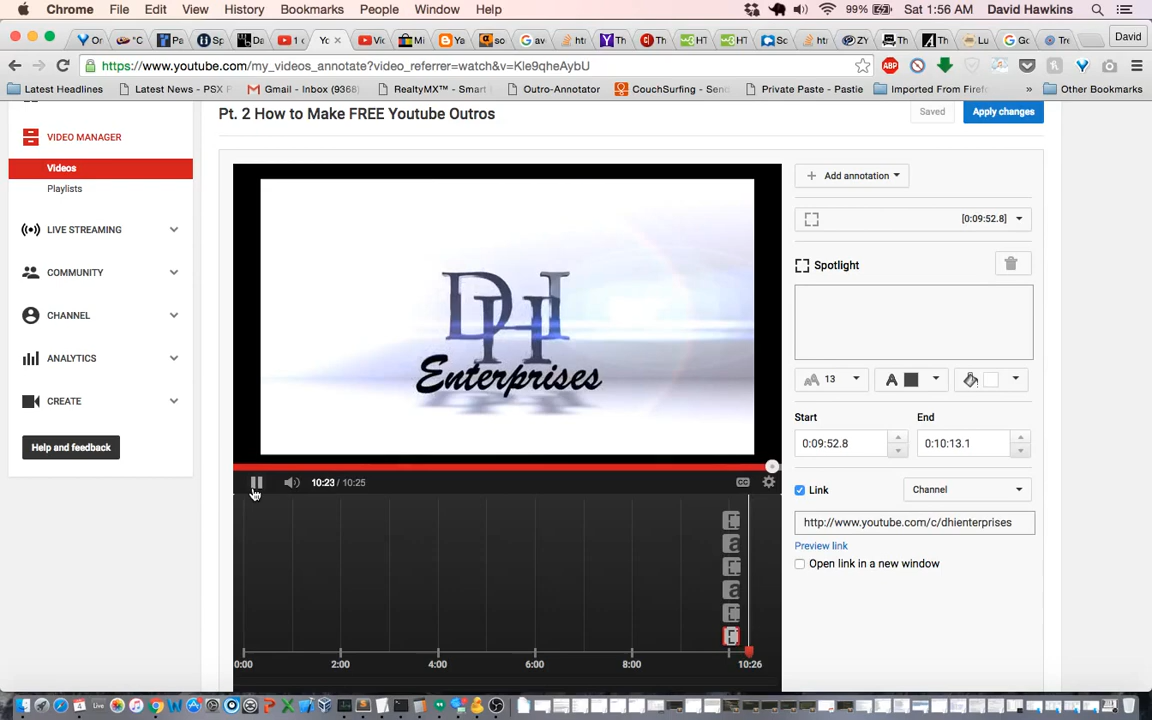 Chrome File Edit View History Bookmarks People Window Help 99% Sat 1:56 AM David Hawkins
Yo David
https://www.youtube.com/my_videos_annotate?video_referrer=watch&v=Kle9qheAybU
Latest Headlines Latest News - PSX Gmail - Inbox (9368) RealtyMX™ - Smart Outro-Annotator CouchSurfing - Send Private Paste - Pastie Imported From Firef » Other Bookmarks
Pt. 2 How to Make FREE Youtube Outros Saved Apply changes
VIDEO MANAGER
Videos
Playlists
LIVE STREAMING
COMMUNITY
CHANNEL
ANALYTICS
CREATE
Help and feedback
DHI
Enterprises
10:23 / 10:25
0:00 2:00 4:00 6:00 8:00 10:26
+ Add annotation
[0:09:52.8]
Spotlight
13 A
Start End
0:09:52.8 0:10:13.1
Link Channel
http://www.youtube.com/c/dhienterprises
Preview link
Open link in a new window